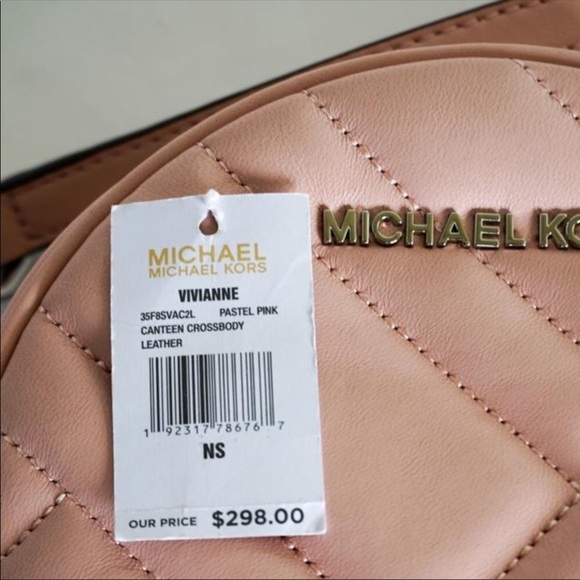 MICHAEL
MICHAEL KORS
VIVIANNE
35F8SVAC2L PASTEL PINK
CANTEEN CROSSBODY
LEATHER
1 92317 78676 7
NS
OUR PRICE $298.00
MICHAEL KO